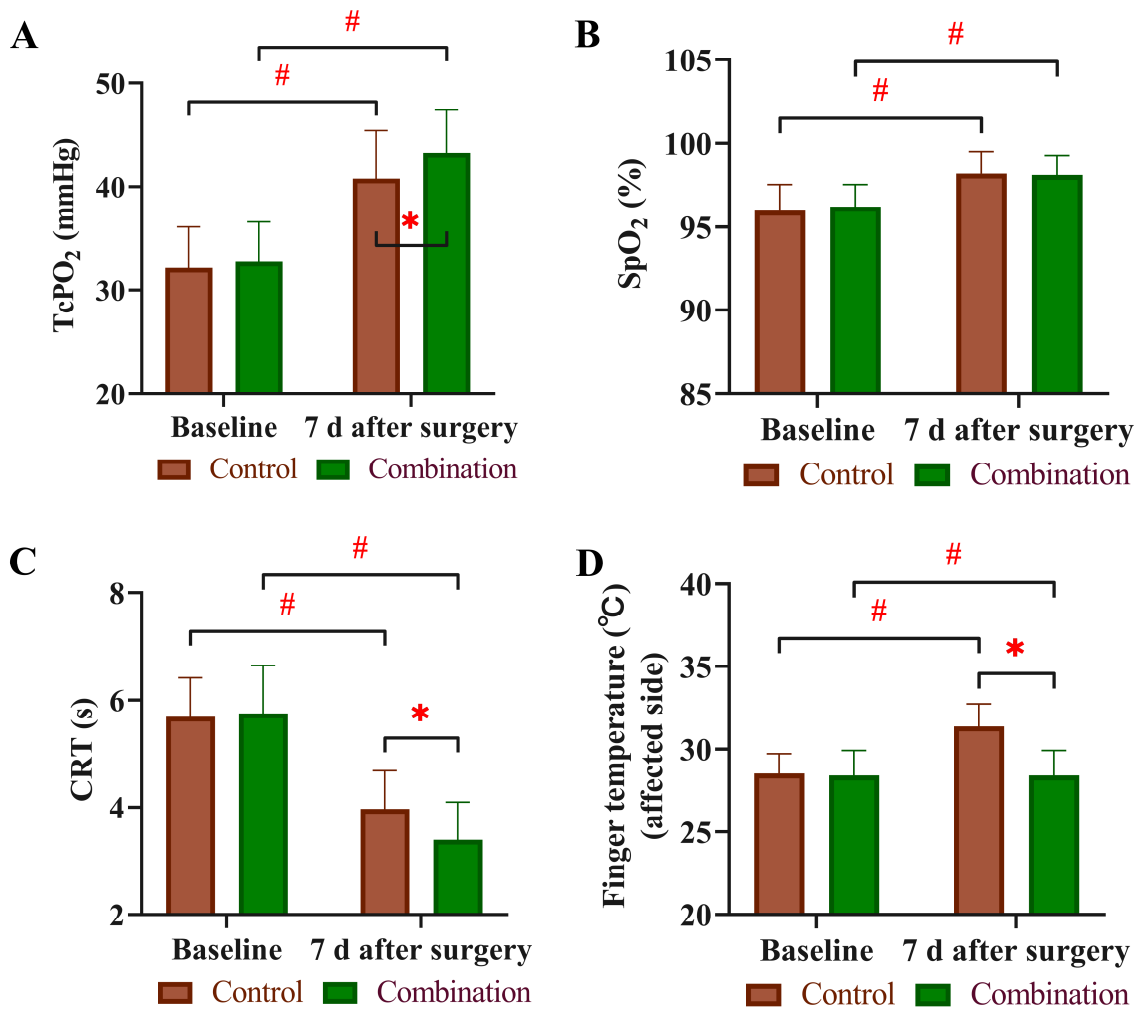 A
#
#
TcPO₂ (mmHg)
50
40
30
20
*
Baseline
7 d after surgery
Control
Combination
B
#
#
SpO₂ (%)
105
100
95
90
85
Baseline
7 d after surgery
Control
Combination
C
#
#
CRT (s)
8
6
4
2
*
Baseline
7 d after surgery
Control
Combination
D
#
#
Finger temperature (℃)
(affected side)
40
35
30
25
20
*
Baseline
7 d after surgery
Control
Combination